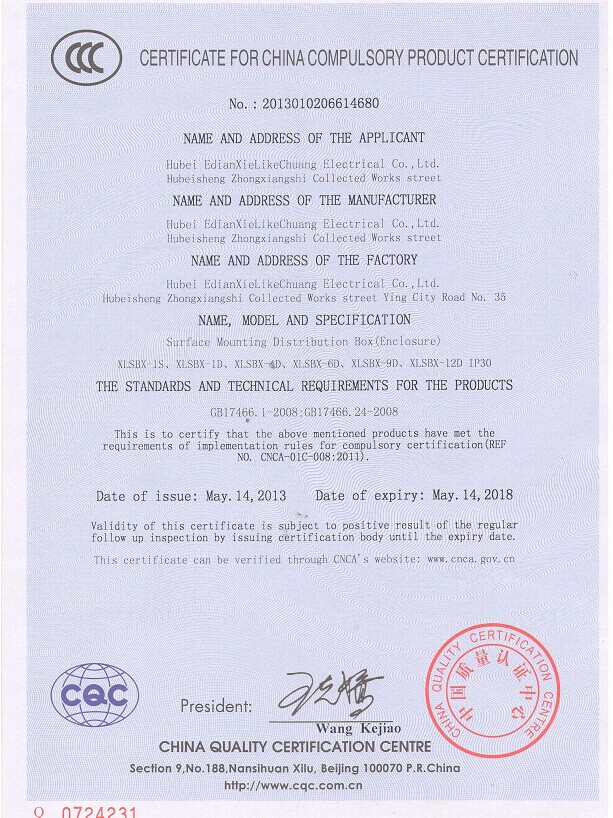 CCC
CERTIFICATE FOR CHINA COMPULSORY PRODUCT CERTIFICATION
No. : 2013010206614680
NAME AND ADDRESS OF THE APPLICANT
Hubei EdianXieLikeChuang Electrical Co.,Ltd.
Hubeisheng Zhongxiangshi Collected Works street
NAME AND ADDRESS OF THE MANUFACTURER
Hubei EdianXieLikeChuang Electrical Co.,Ltd.
Hubeisheng Zhongxiangshi Collected Works street
NAME AND ADDRESS OF THE FACTORY
Hubei EdianXieLikeChuang Electrical Co.,Ltd.
Hubeisheng Zhongxiangshi Collected Works street Ying City Road No. 35
NAME, MODEL AND SPECIFICATION
Surface Mounting Distribution Box(Enclosure)
XLSBX-1S、XLSBX-1D、XLSBX-4D、XLSBX-6D、XLSBX-9D、XLSBX-12D IP30
THE STANDARDS AND TECHNICAL REQUIREMENTS FOR THE PRODUCTS
GB17466.1-2008;GB17466.24-2008
This is to certify that the above mentioned products have met the
requirements of implementation rules for compulsory certification(REF
NO. CNCA-01C-008:2011).
Date of issue: May.14,2013 Date of expiry: May.14,2018
Validity of this certificate is subject to positive result of the regular
follow up inspection by issuing certification body until the expiry date.
This certificate can be verified through CNCA's website: www.cnca.gov.cn
CQC
President:
Wang Kejiao
CHINA QUALITY CERTIFICATION CENTRE
中国质量认证中心
CHINA QUALITY CERTIFICATION CENTRE
Section 9,No.188,Nansihuan Xilu, Beijing 100070 P.R.China
http://www.cqc.com.cn
Q 0724231